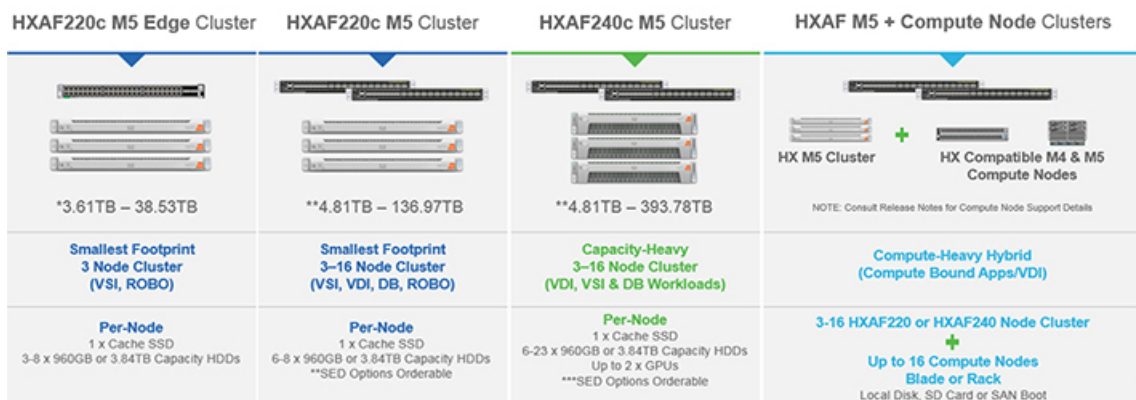 HXAF220c M5 Edge Cluster
*3.61TB – 38.53TB
Smallest Footprint
3 Node Cluster
(VSI, ROBO)
Per-Node
1 x Cache SSD
3-8 x 960GB or 3.84TB Capacity HDDs
HXAF220c M5 Cluster
**4.81TB – 136.97TB
Smallest Footprint
3–16 Node Cluster
(VSI, VDI, DB, ROBO)
Per-Node
1 x Cache SSD
6-8 x 960GB or 3.84TB Capacity HDDs
**SED Options Orderable
HXAF240c M5 Cluster
**4.81TB – 393.78TB
Capacity-Heavy
3–16 Node Cluster
(VDI, VSI & DB Workloads)
Per-Node
1 x Cache SSD
6-23 x 960GB or 3.84TB Capacity HDDs
Up to 2 x GPUs
***SED Options Orderable
HXAF M5 + Compute Node Clusters
HX M5 Cluster
+
HX Compatible M4 & M5
Compute Nodes
NOTE: Consult Release Notes for Compute Node Support Details
Compute-Heavy Hybrid
(Compute Bound Apps/VDI)
3-16 HXAF220 or HXAF240 Node Cluster
+
Up to 16 Compute Nodes
Blade or Rack
Local Disk, SD Card or SAN Boot